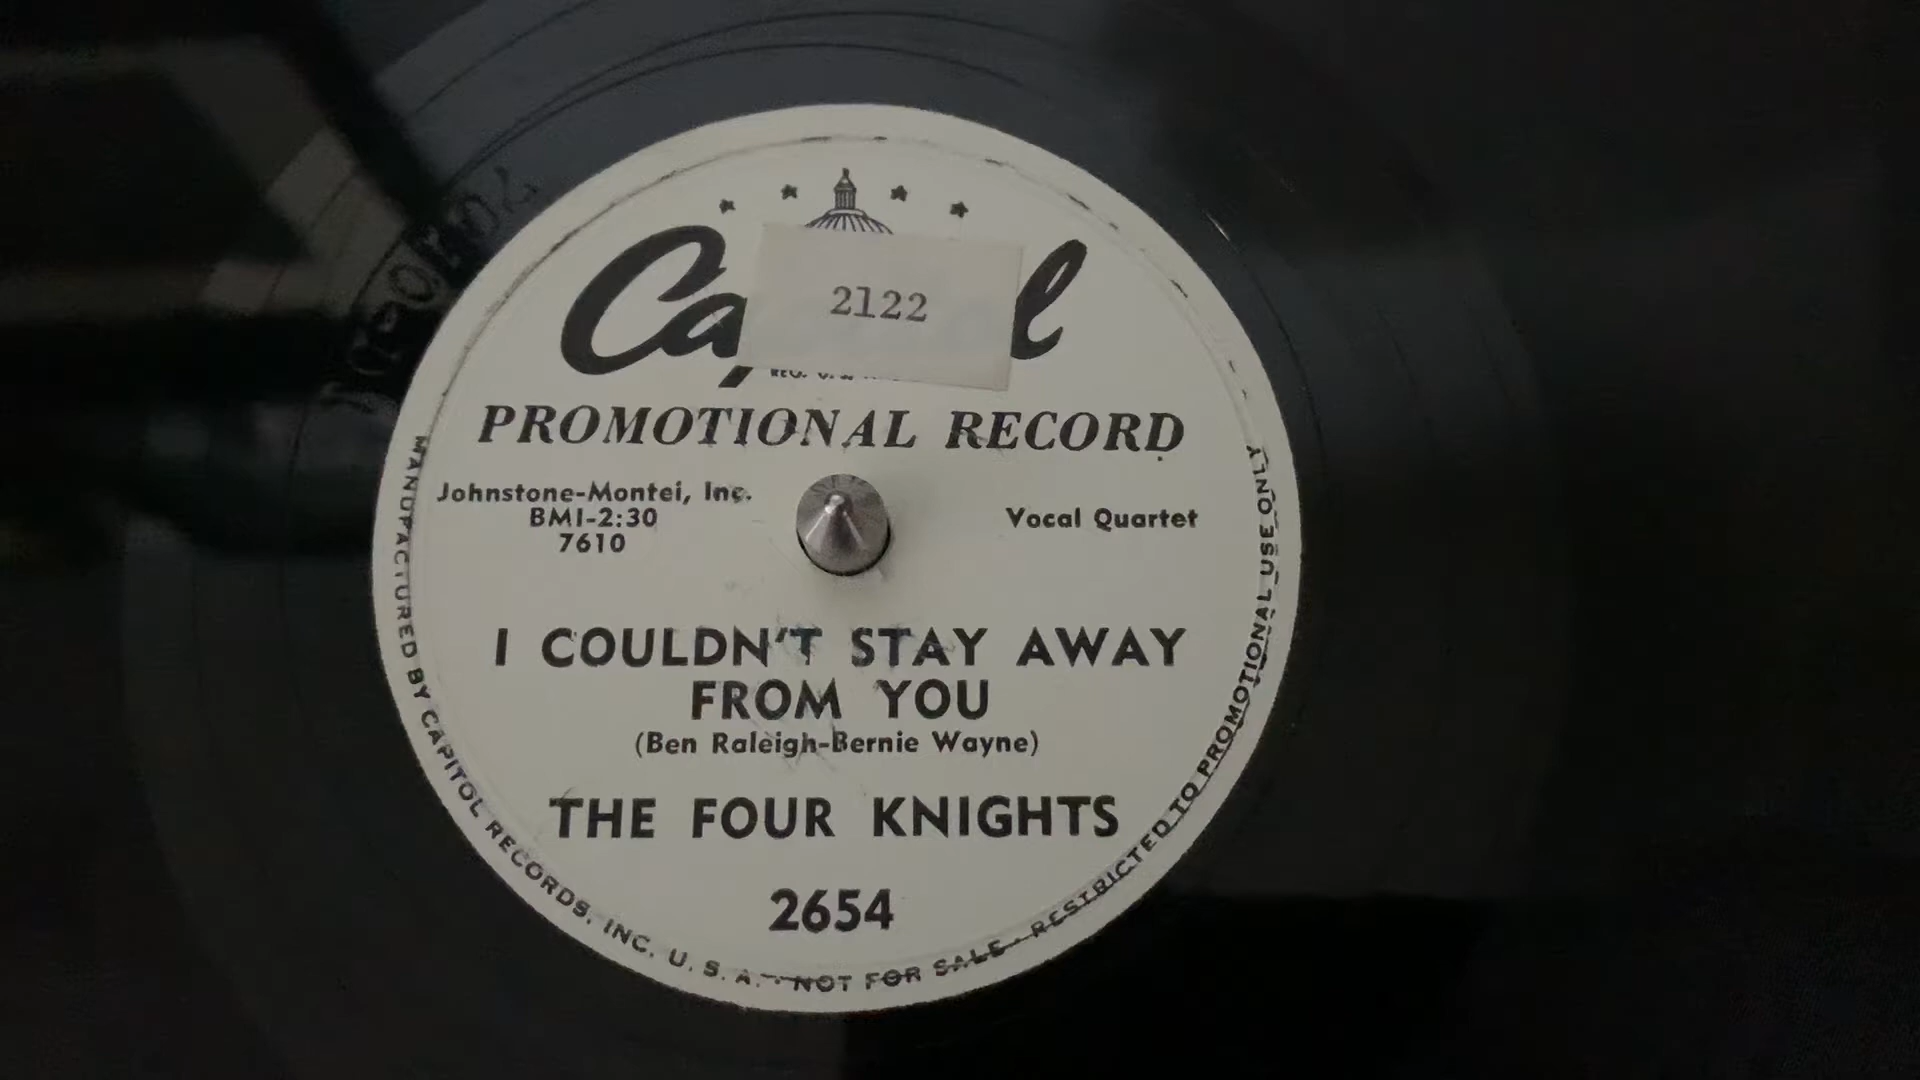 Capitol
2122
PROMOTIONAL RECORD
Johnstone-Montei, Inc.
BMI-2:30
7610
Vocal Quartet
I COULDN'T STAY AWAY
FROM YOU
(Ben Raleigh-Bernie Wayne)
THE FOUR KNIGHTS
2654
MANUFACTURED BY CAPITOL RECORDS, INC. U.S.A. · NOT FOR SALE · RESTRICTED TO PROMOTIONAL USE ONLY